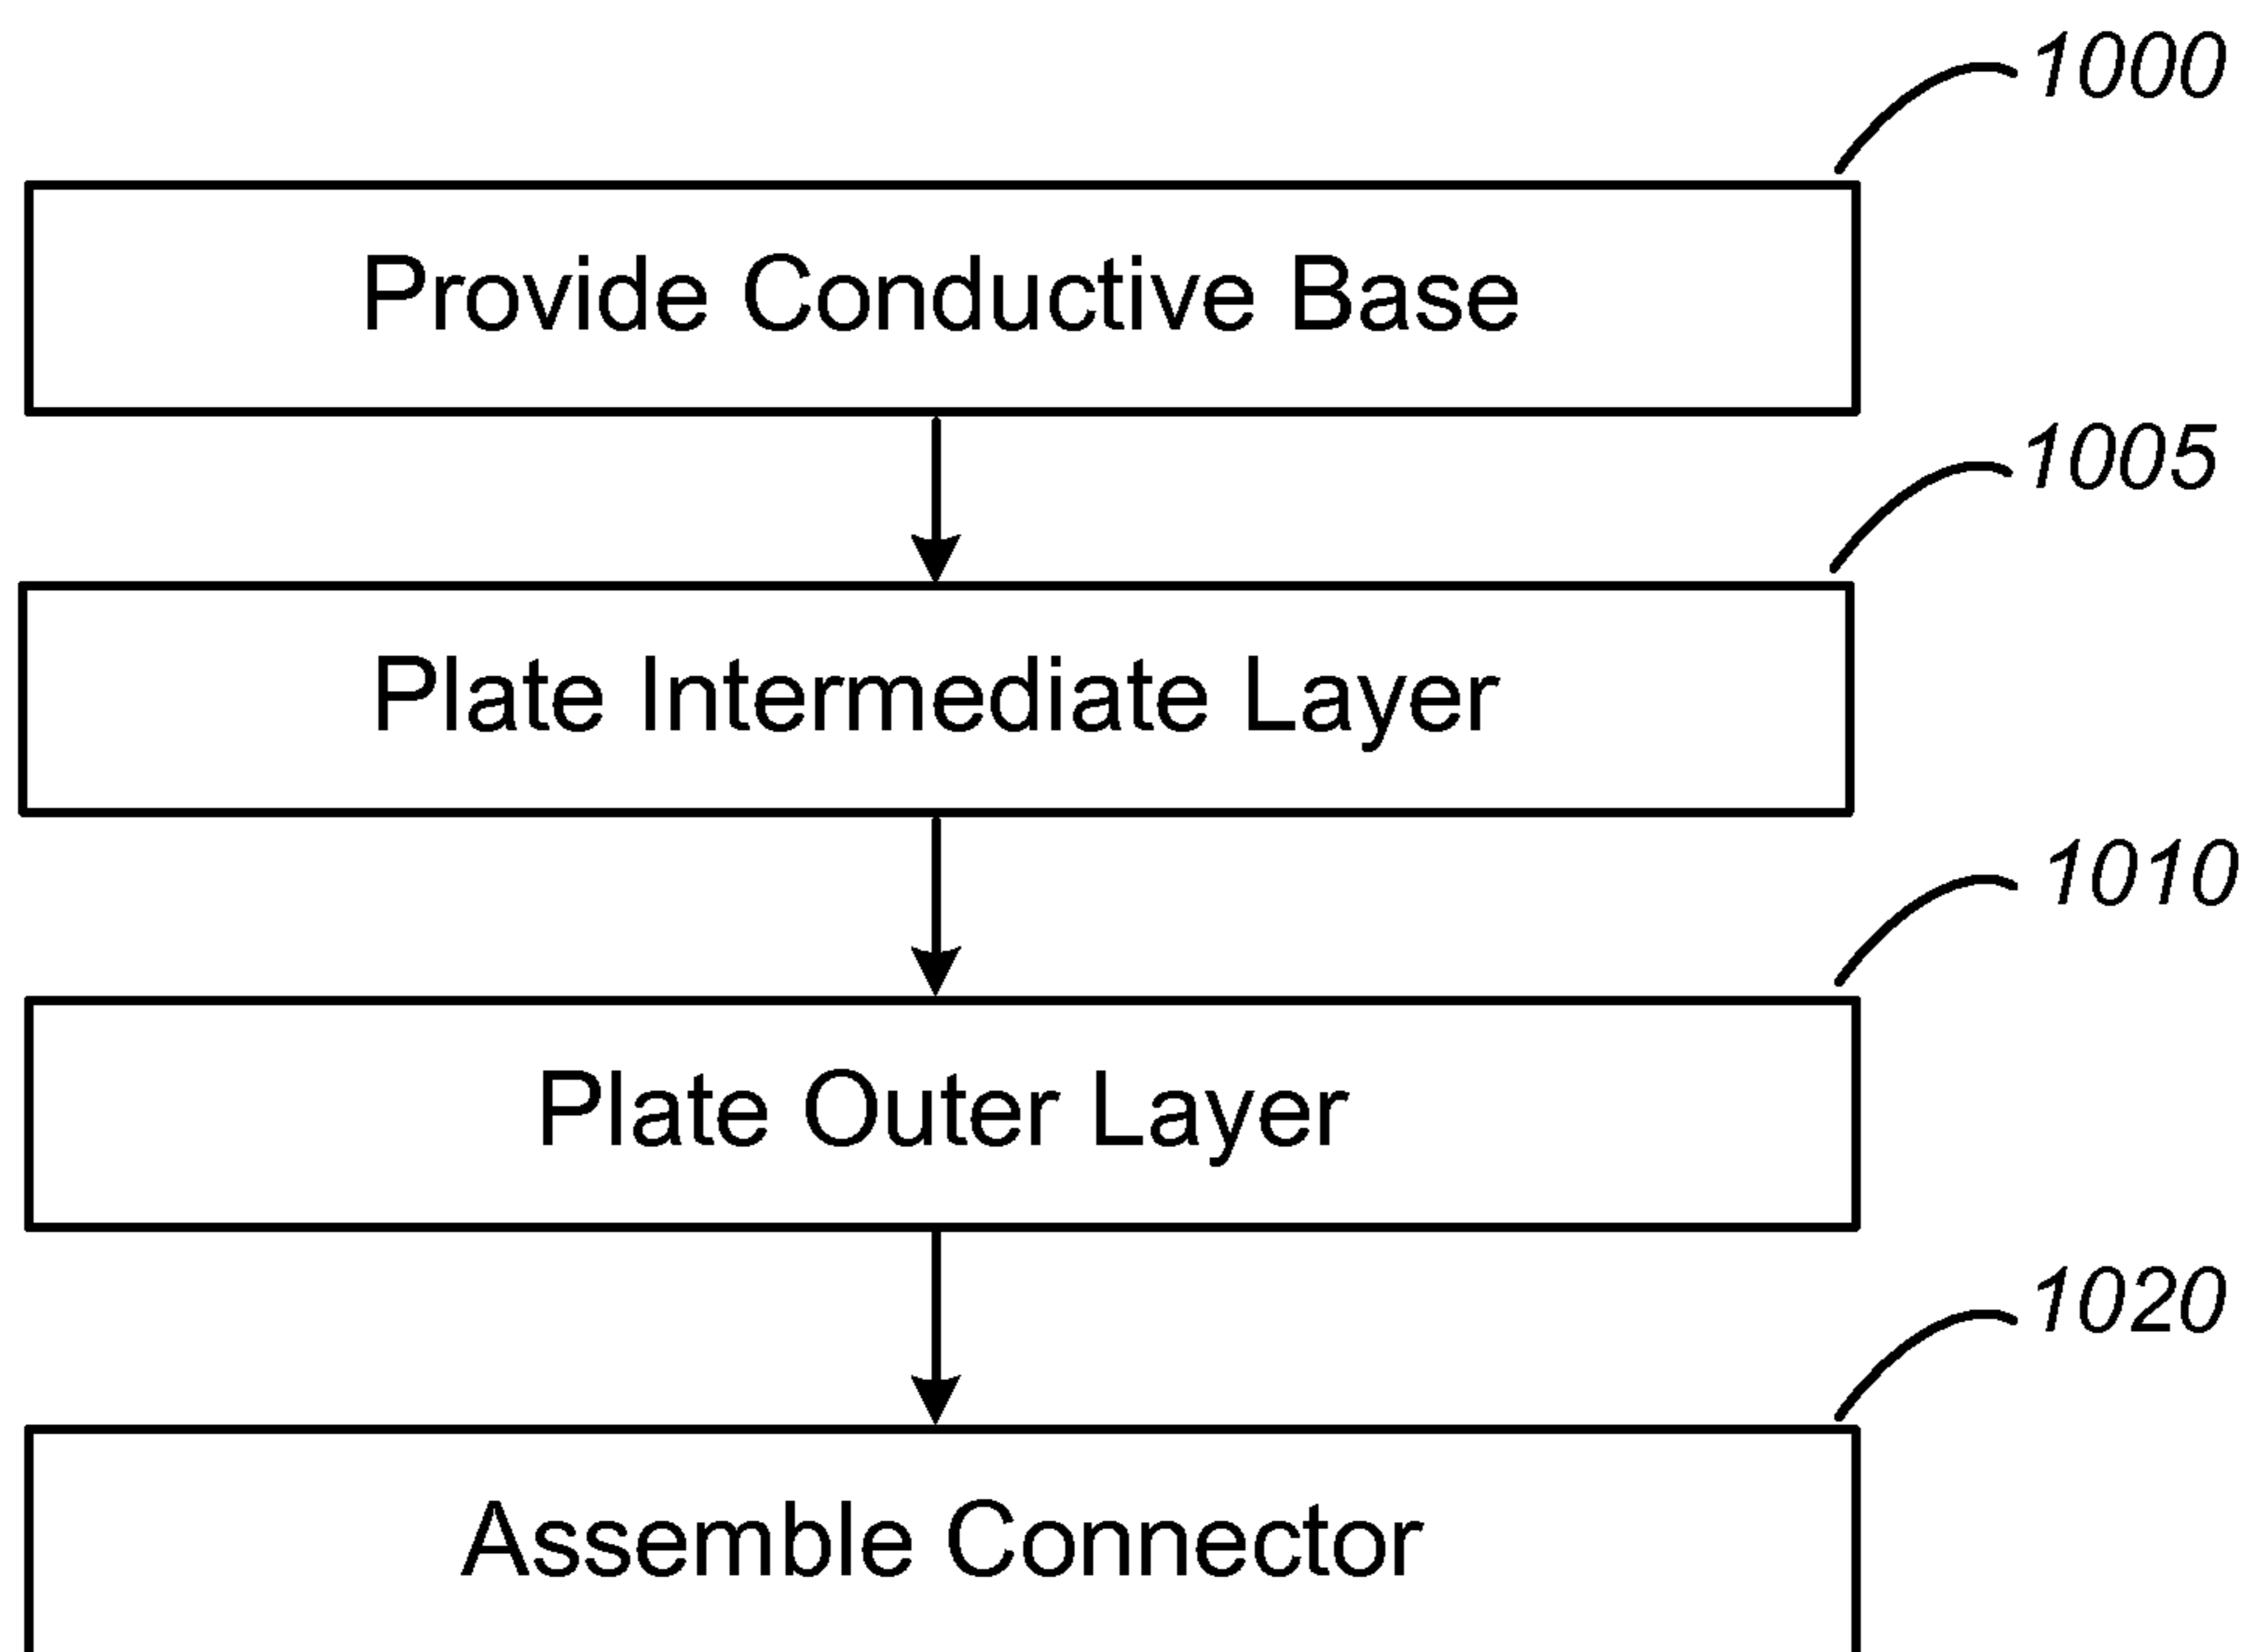 1000
Provide Conductive Base
1005
Plate Intermediate Layer
1010
Plate Outer Layer
1020
Assemble Connector